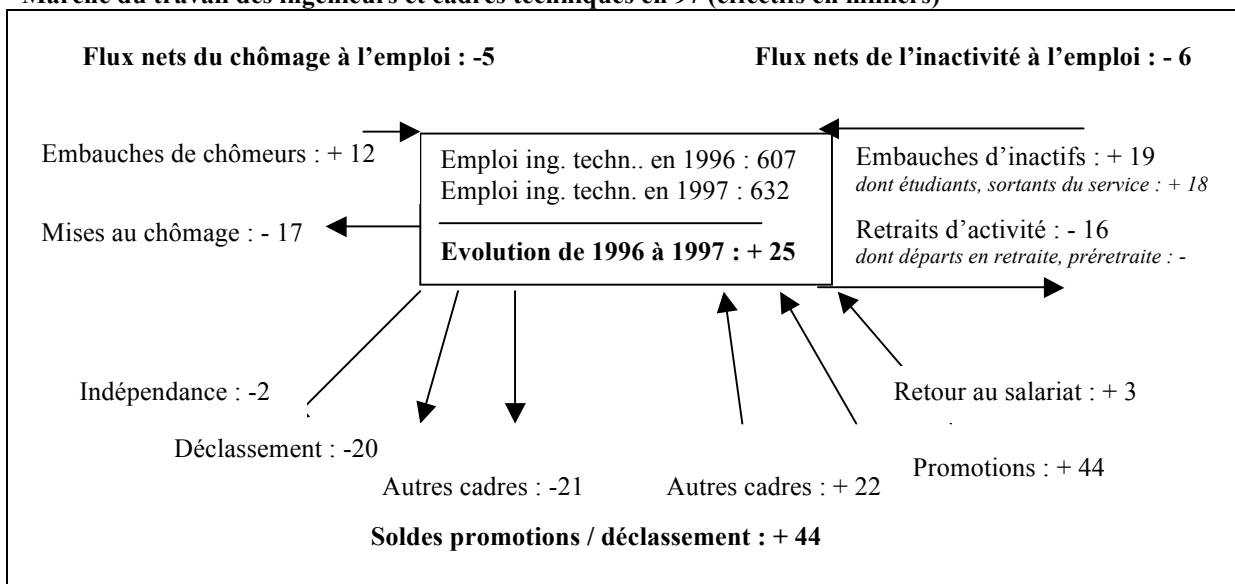 Marché du travail des ingénieurs et cadres techniques en 97 (effectifs en milliers)
Flux nets du chômage à l’emploi : -5
Flux nets de l’inactivité à l’emploi : - 6
Embauches de chômeurs : + 12
Mises au chômage : - 17
Emploi ing. techn.. en 1996 : 607
Emploi ing. techn.. en 1997 : 632
Evolution de 1996 à 1997 : + 25
Embauches d’inactifs : + 19
dont étudiants, sortants du service : + 18
Retraits d’activité : - 16
dont départs en retraite, préretraite : -
Indépendance : -2
Déclassement : -20
Autres cadres : -21
Autres cadres : + 22
Retour au salariat : + 3
Promotions : + 44
Soldes promotions / déclassement : + 44